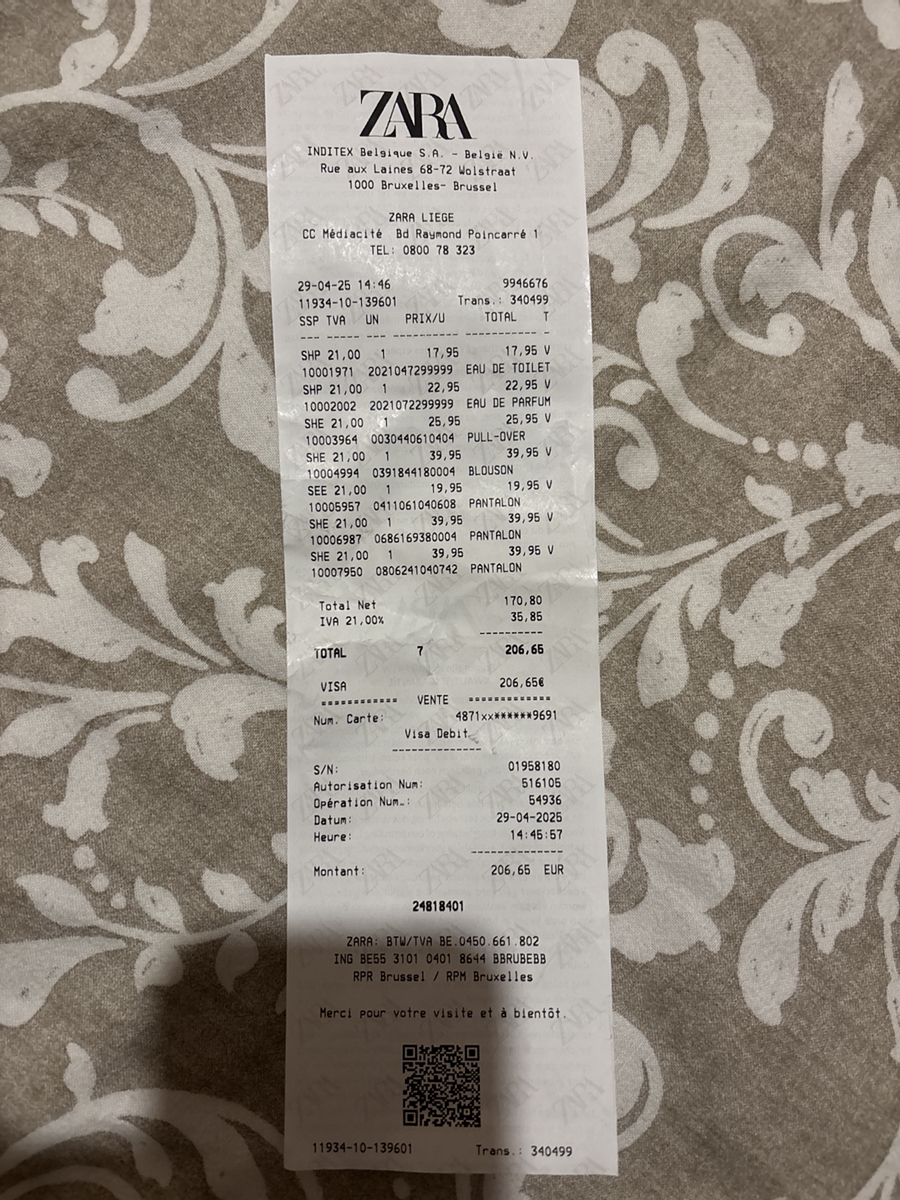 ZARA
INDITEX Belgique S.A. - België N.V.
Rue aux Laines 68-72 Wolstraat
1000 Bruxelles- Brussel
ZARA LIEGE
CC Médiacité Bd Raymond Poincarré 1
TEL: 0800 78 323
29-04-25 14:46 9946676
11934-10-139601 Trans.: 340499
SSP TVA UN PRIX/U TOTAL T
--- ----- --- ---------- ------------ -
SHP 21,00 1 17,95 17,95 V
10001971 2021047299999 EAU DE TOILET
SHP 21,00 1 22,95 22,95 V
10002002 2021072299999 EAU DE PARFUM
SHE 21,00 1 25,95 25,95 V
10003964 0030440610404 PULL-OVER
SHE 21,00 1 39,95 39,95 V
10004994 0391844180004 BLOUSON
SEE 21,00 1 19,95 19,95 V
10005957 0411061040608 PANTALON
SHE 21,00 1 39,95 39,95 V
10006987 0686169380004 PANTALON
SHE 21,00 1 39,95 39,95 V
10007950 0806241040742 PANTALON
Total Net 170,80
IVA 21,00% 35,85
----------
TOTAL 7 206,65
VISA 206,65€
============ VENTE =============
Num. Carte: 4871xx******9691
Visa Debit
--------------
S/N: 01958180
Autorisation Num: 516105
Opération Num.: 54936
Datum: 29-04-2025
Heure: 14:45:57
--------------
Montant: 206,65 EUR
24818401
ZARA: BTW/TVA BE.0450.661.802
ING BE55 3101 0401 8644 BBRUBEBB
RPR Brussel / RPM Bruxelles
Merci pour votre visite et à bientôt.
11934-10-139601 Trans.: 340499